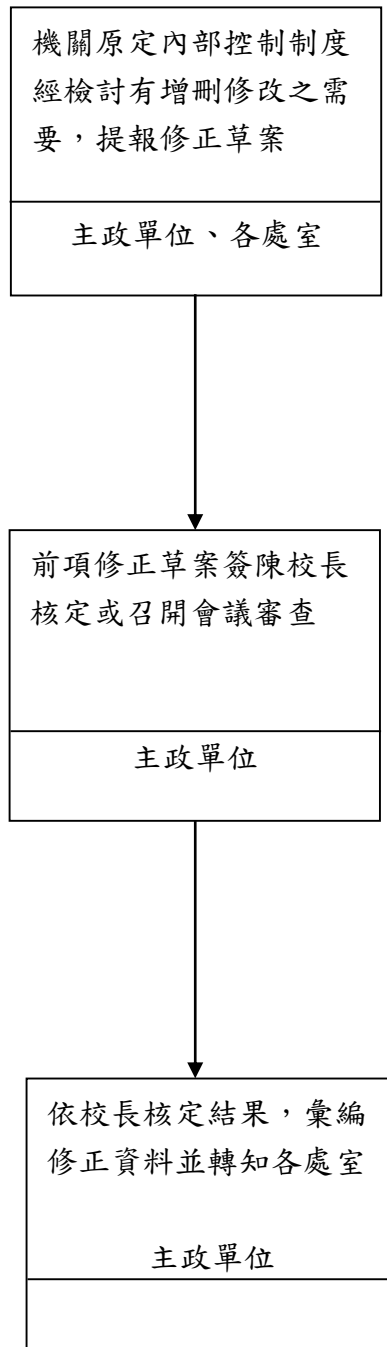 機關原定內部控制制度
經檢討有增刪修改之需
要，提報修正草案
主政單位、各處室
前項修正草案簽陳校長
核定或召開會議審查
主政單位
依校長核定結果，彙編
修正資料並轉知各處室
主政單位